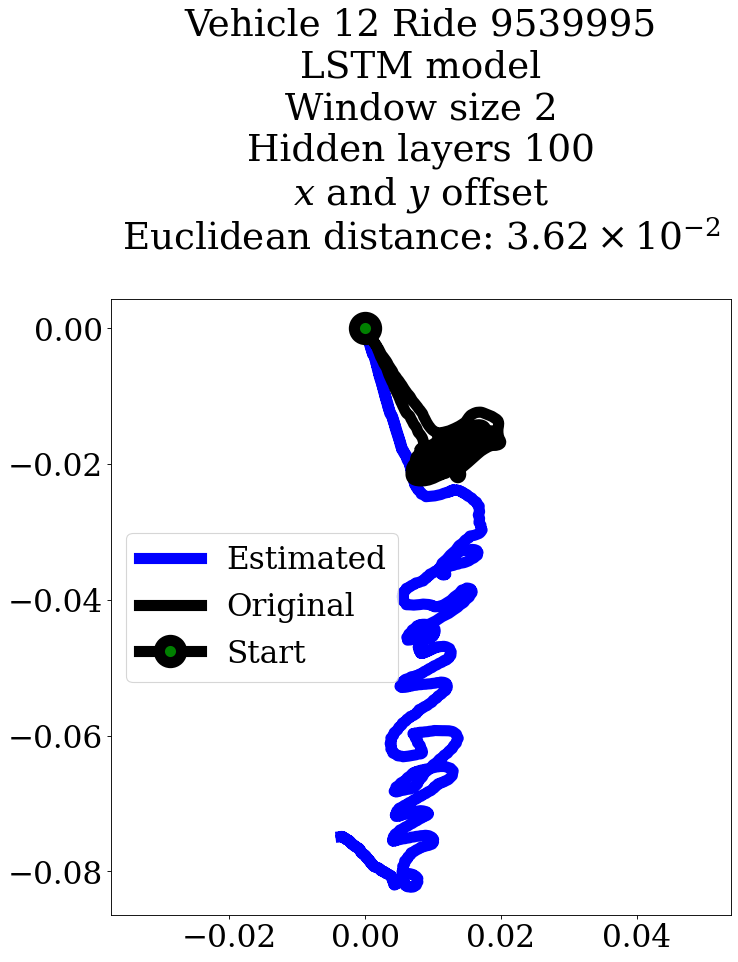 Vehicle 12 Ride 9539995
LSTM model
Window size 2
Hidden layers 100
x and y offset
Euclidean distance: 3.62 × 10⁻²
0.00
−0.02
−0.04
−0.06
−0.08
Estimated
Original
Start
−0.02 0.00 0.02 0.04